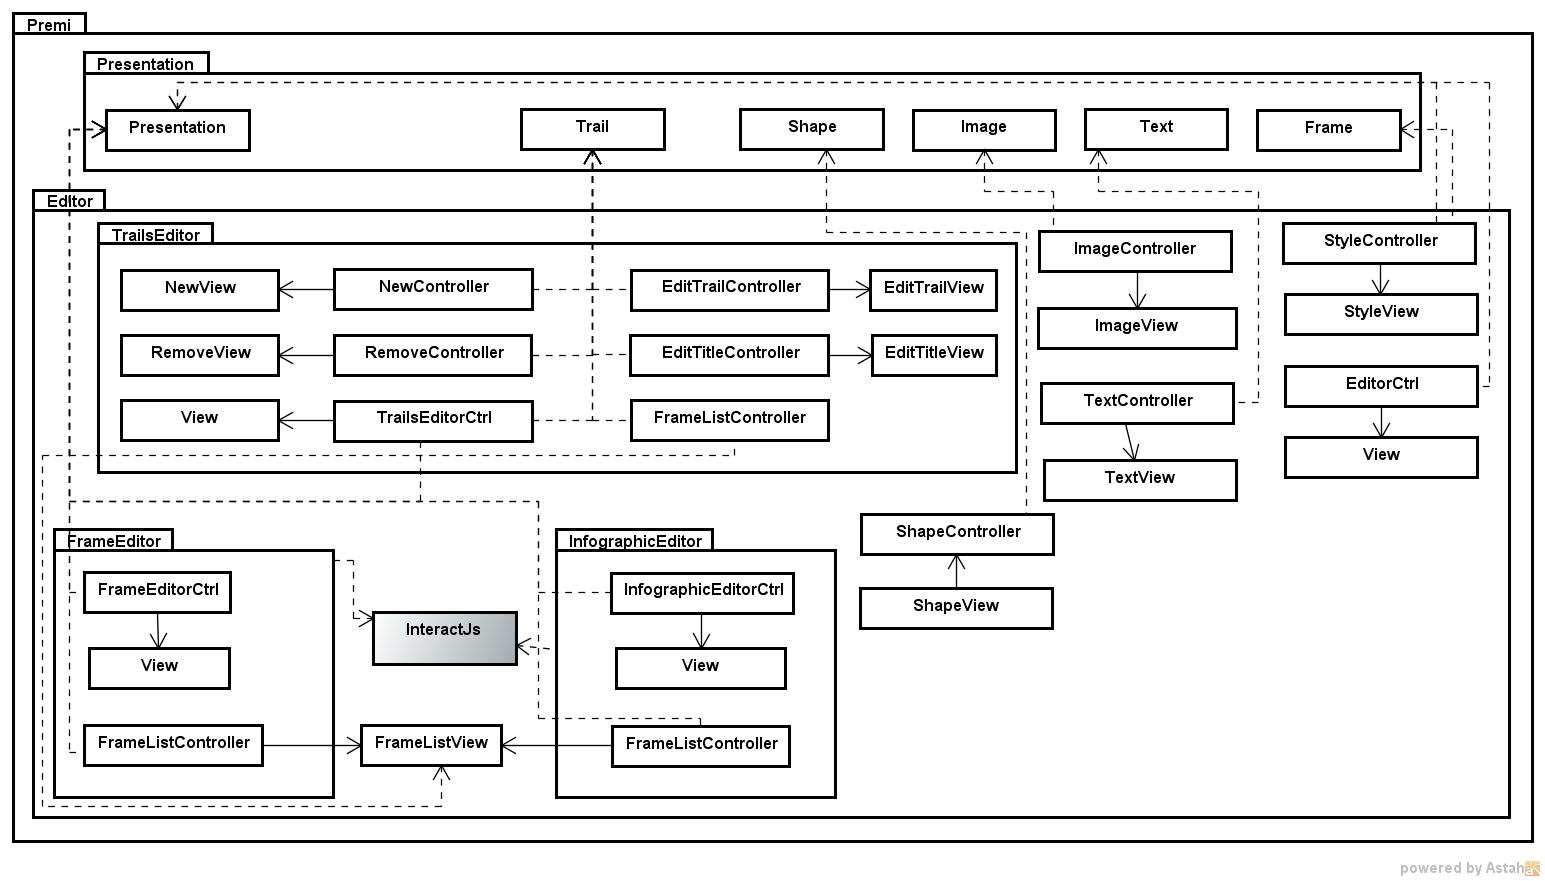 Premi
Presentation
Presentation
Trail
Shape
Image
Text
Frame
Editor
TrailsEditor
NewView
NewController
EditTrailController
EditTrailView
RemoveView
RemoveController
EditTitleController
EditTitleView
View
TrailsEditorCtrl
FrameListController
ImageController
ImageView
TextController
TextView
StyleController
StyleView
EditorCtrl
View
ShapeController
ShapeView
FrameEditor
FrameEditorCtrl
View
FrameListController
InteractJs
FrameListView
InfographicEditor
InfographicEditorCtrl
View
FrameListController
powered by Astah